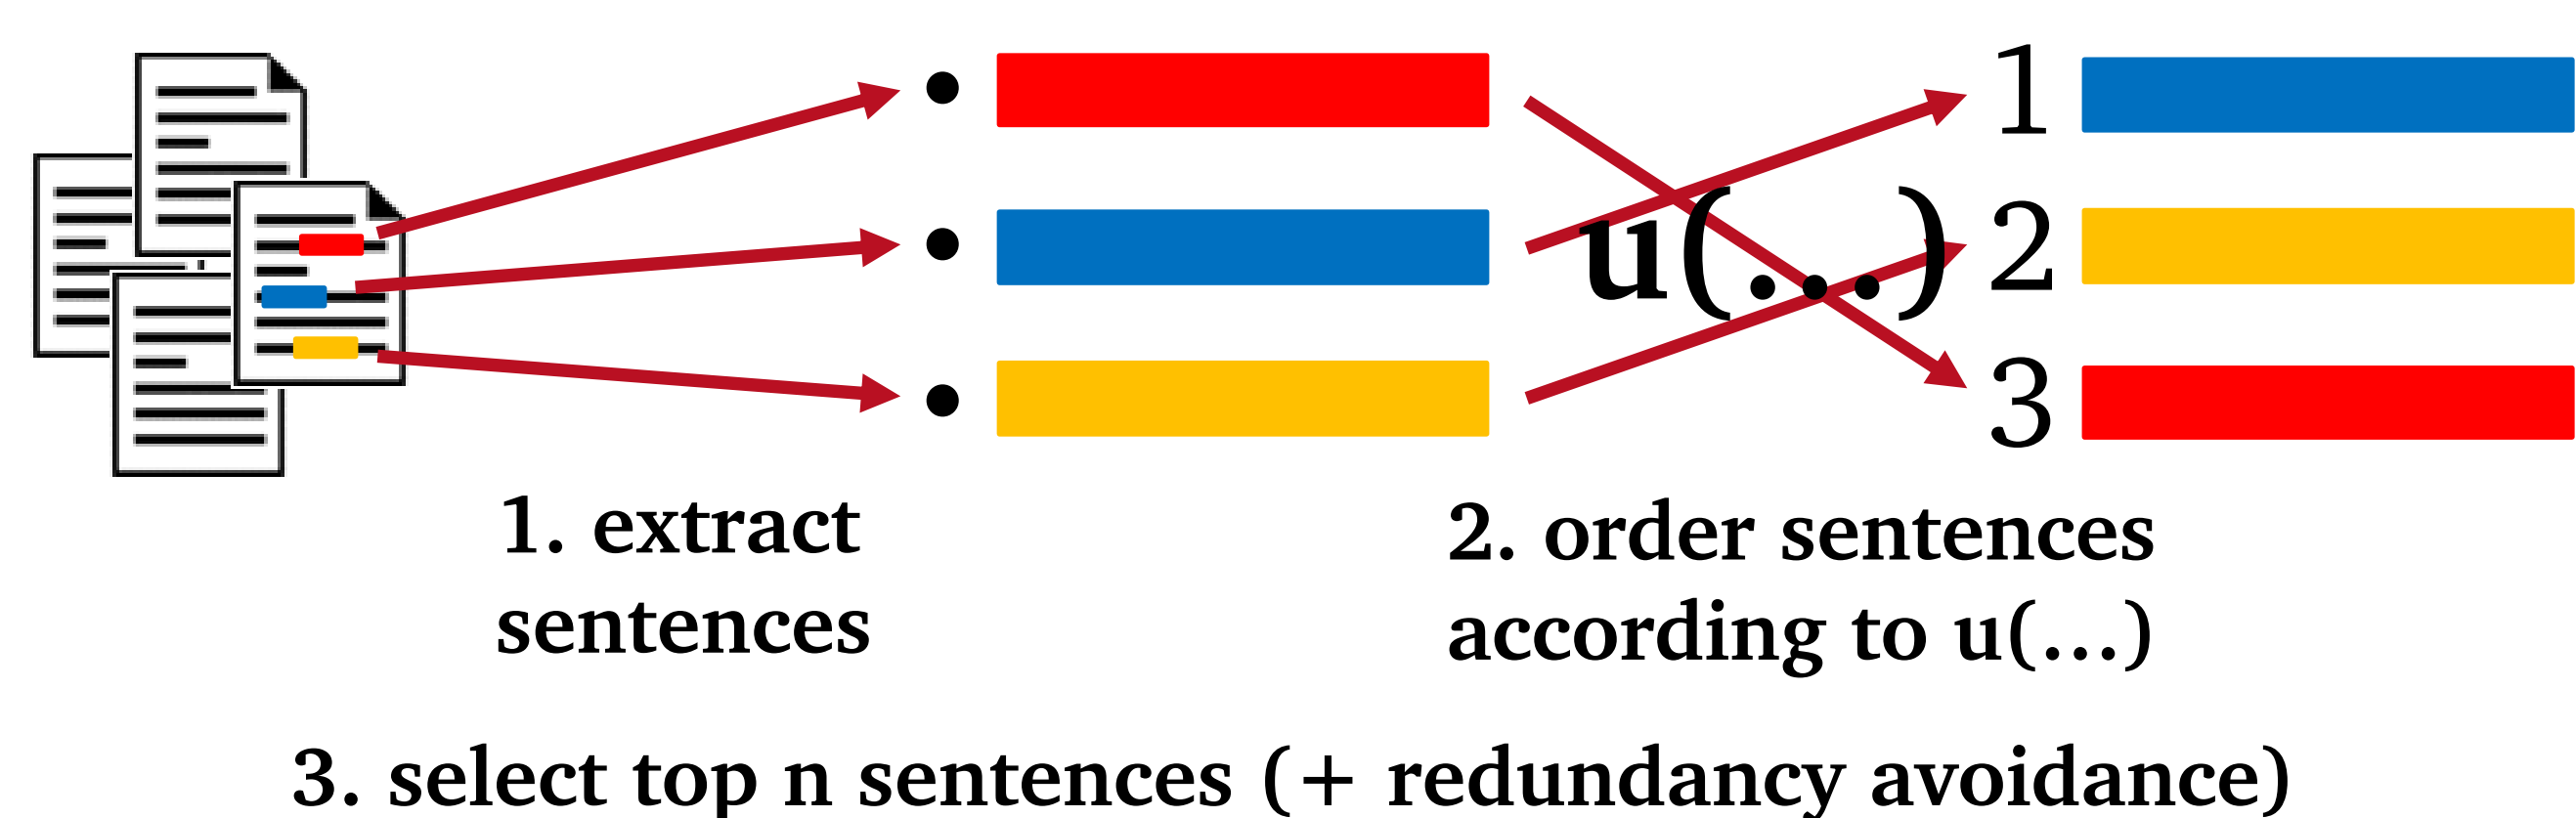 1
u(...)
2
3
1. extract
sentences
2. order sentences
according to u(...)
3. select top n sentences (+ redundancy avoidance)